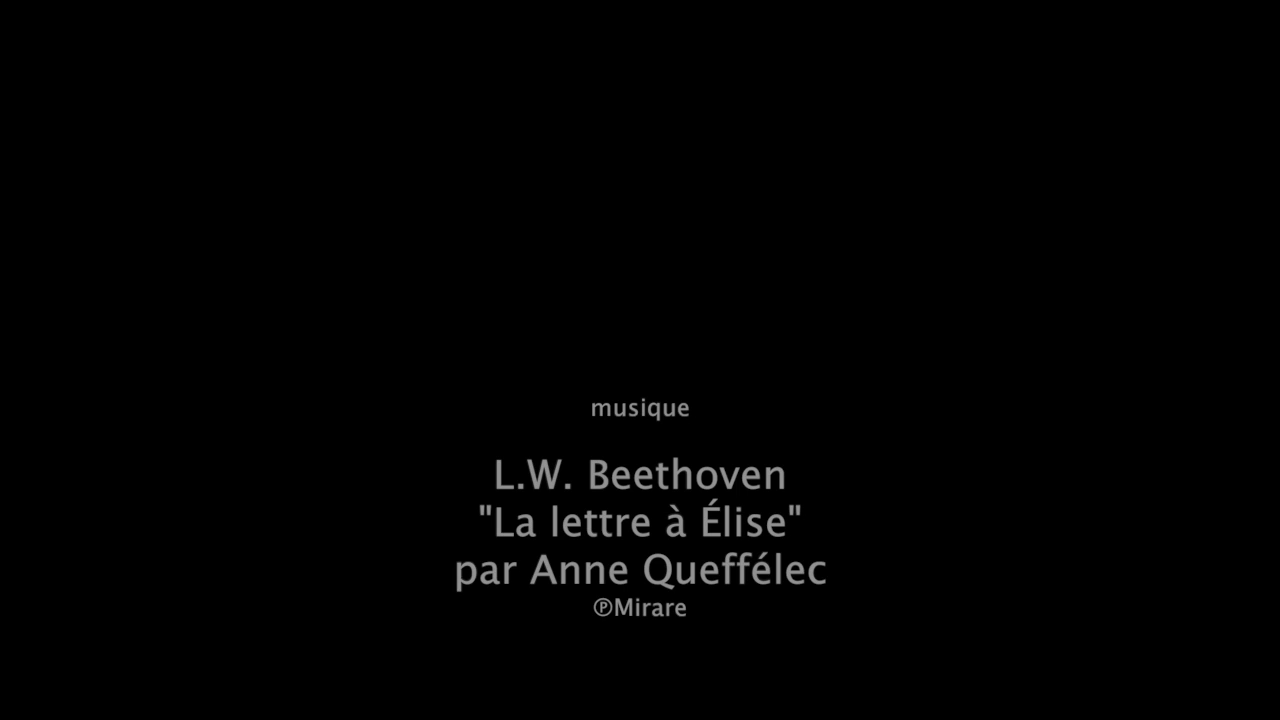 musique
L.W. Beethoven
"La lettre à Élise"
par Anne Queffélec
℗Mirare